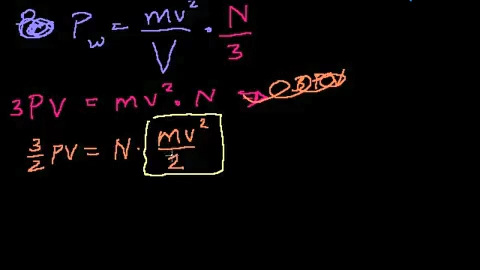 P_w = mv²/V · N/3
3PV = mv² · N
3/2 PV = N · mv²/2